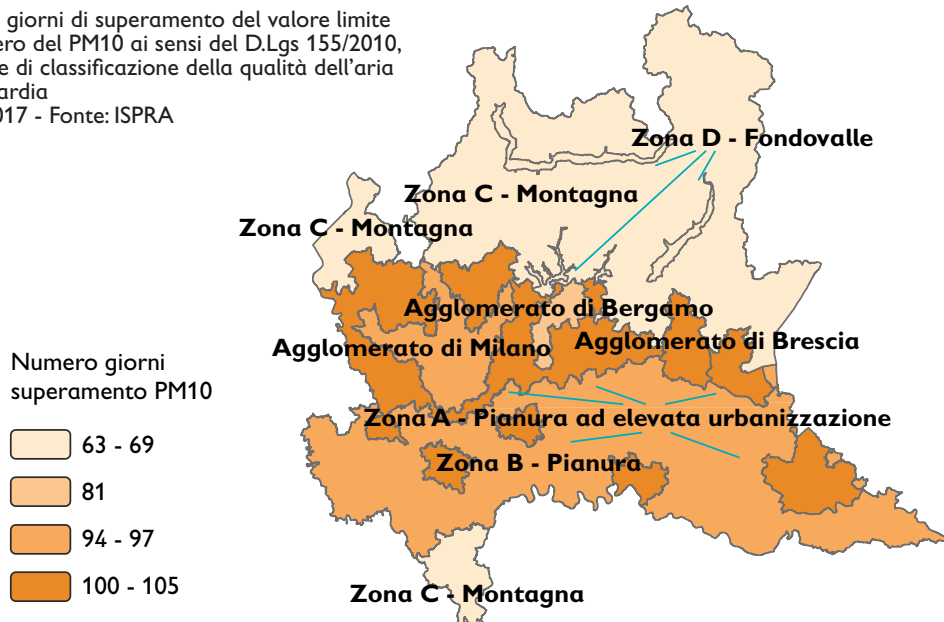 giorni di superamento del valore limite
del PM10 ai sensi del D.Lgs 155/2010,
di classificazione della qualità dell'aria
- Fonte: ISPRA
Zona D - Fondovalle
Zona C - Montagna
Zona C - Montagna
Agglomerato di Bergamo
Agglomerato di Milano
Agglomerato di Brescia
Numero giorni
superamento PM10
Zona A - Pianura ad elevata urbanizzazione
63 - 69
Zona B - Pianura
81
94 - 97
100 - 105
Zona C - Montagna